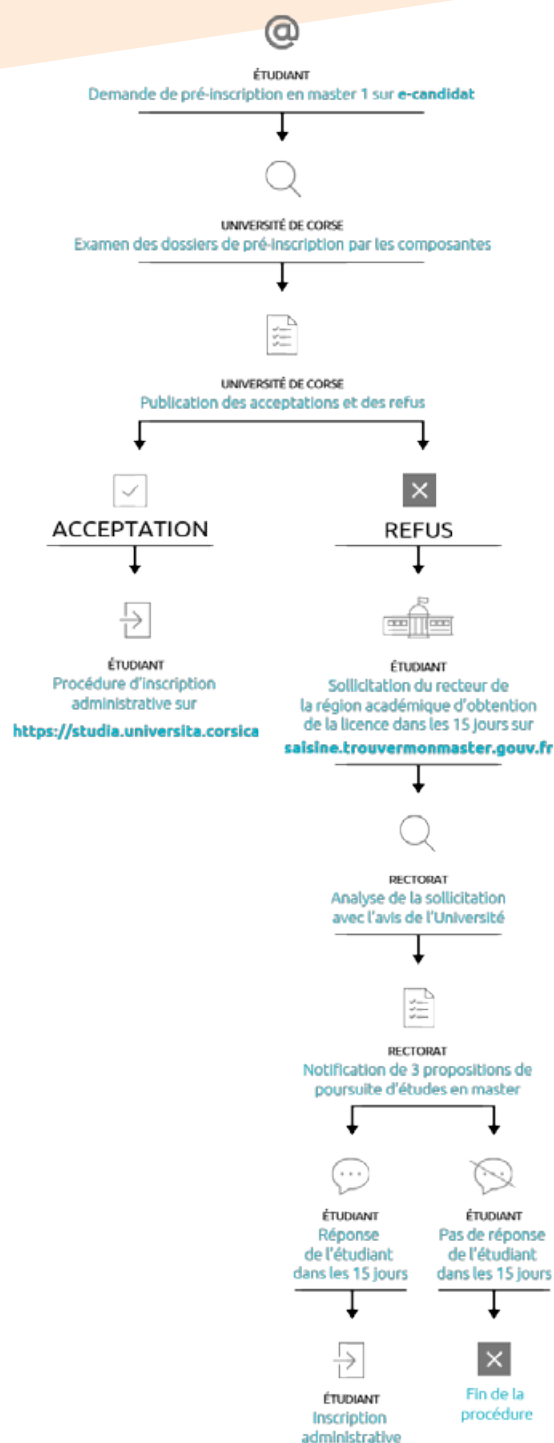 @
ÉTUDIANT
Demande de pré-inscription en master 1 sur e-candidat
UNIVERSITÉ DE CORSE
Examen des dossiers de pré-inscription par les composantes
UNIVERSITÉ DE CORSE
Publication des acceptations et des refus
ACCEPTATION
ÉTUDIANT
Procédure d'inscription
administrative sur
https://studia.universita.corsica
REFUS
ÉTUDIANT
Sollicitation du recteur de
la région académique d'obtention
de la licence dans les 15 jours sur
saisine.trouvermonmaster.gouv.fr
RECTORAT
Analyse de la sollicitation
avec l'avis de l'Université
RECTORAT
Notification de 3 propositions de
poursuite d'études en master
ÉTUDIANT
Réponse
de l'étudiant
dans les 15 jours
ÉTUDIANT
Inscription
administrative
ÉTUDIANT
Pas de réponse
de l'étudiant
dans les 15 jours
Fin de la
procédure